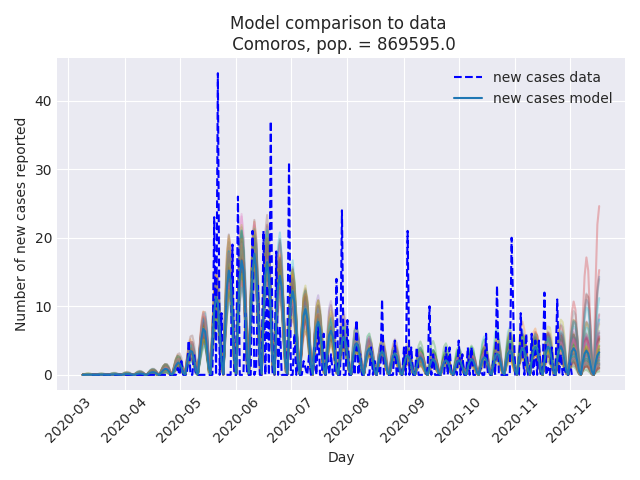 Model comparison to data
Comoros, pop. = 869595.0
new cases data
new cases model
Number of new cases reported
40
30
20
10
0
2020-03
2020-04
2020-05
2020-06
2020-07
2020-08
2020-09
2020-10
2020-11
2020-12
Day